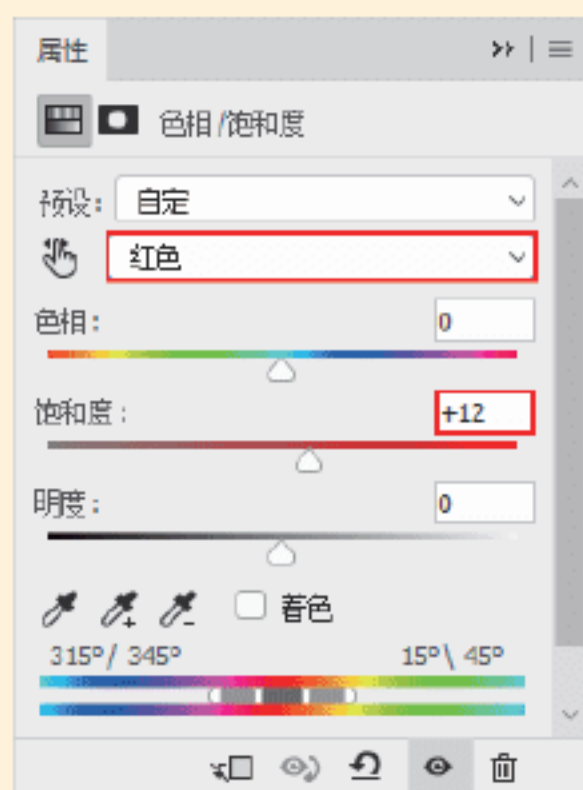 属性
色相/饱和度
预设： 自定
红色
色相： 0
饱和度： +12
明度： 0
着色
315°/ 345° 15°\ 45°